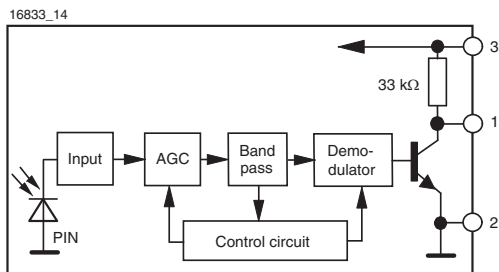 16833_14
3
33 kΩ
1
Input
AGC
Band
pass
Demo-
dulator
2
PIN
Control circuit